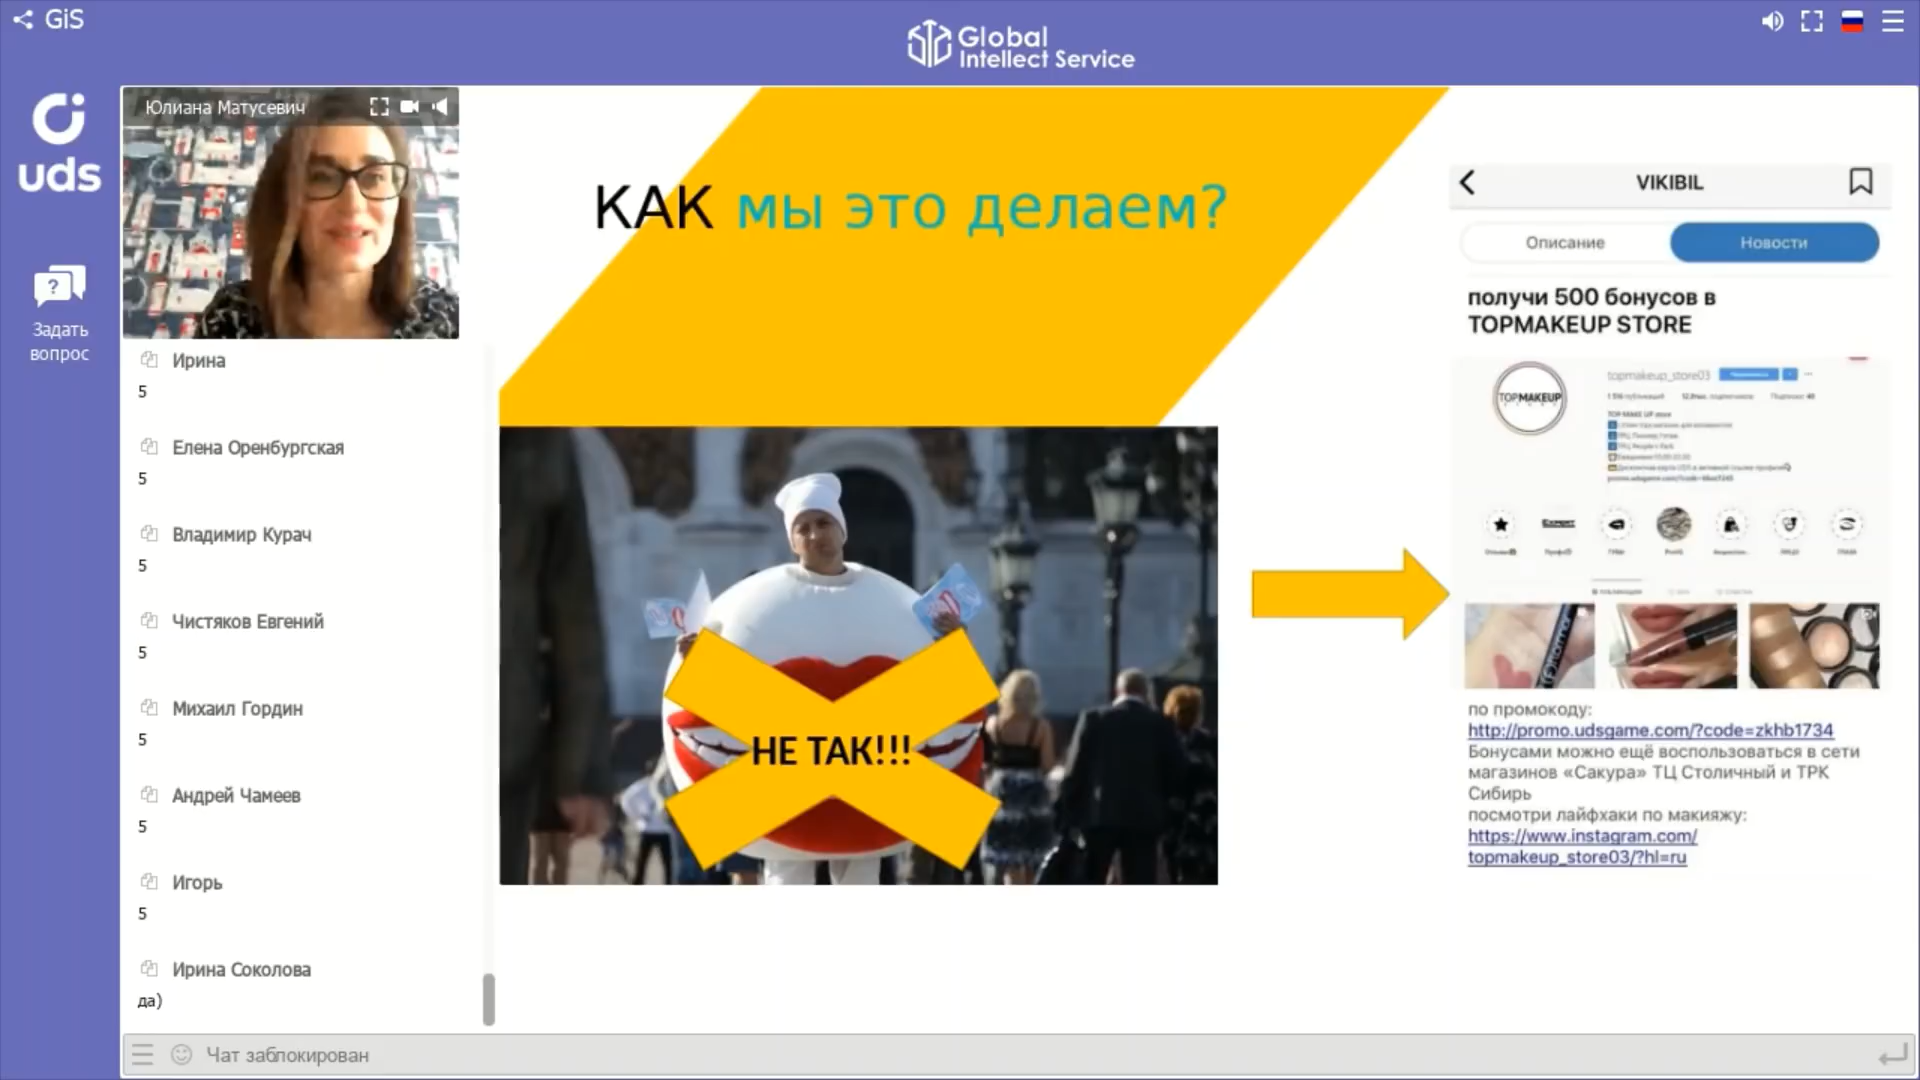 GiS
Global
Intellect Service
uds
Задать
вопрос
Юлиана Матусевич
Ирина
5
Елена Оренбургская
5
Владимир Курач
5
Чистяков Евгений
5
Михаил Гордин
5
Андрей Чамеев
5
Игорь
5
Ирина Соколова
да)
Чат заблокирован
КАК мы это делаем?
НЕ ТАК!!!
VIKIBIL
Описание
Новости
получи 500 бонусов в
TOPMAKEUP STORE
TOPMAKEUP
topmakeup_store03
по промокоду:
http://promo.udsgame.com/?code=zkhb1734
Бонусами можно ещё воспользоваться в сети
магазинов «Сакура» ТЦ Столичный и ТРК
Сибирь
посмотри лайфхаки по макияжу:
https://www.instagram.com/
topmakeup_store03/?hl=ru